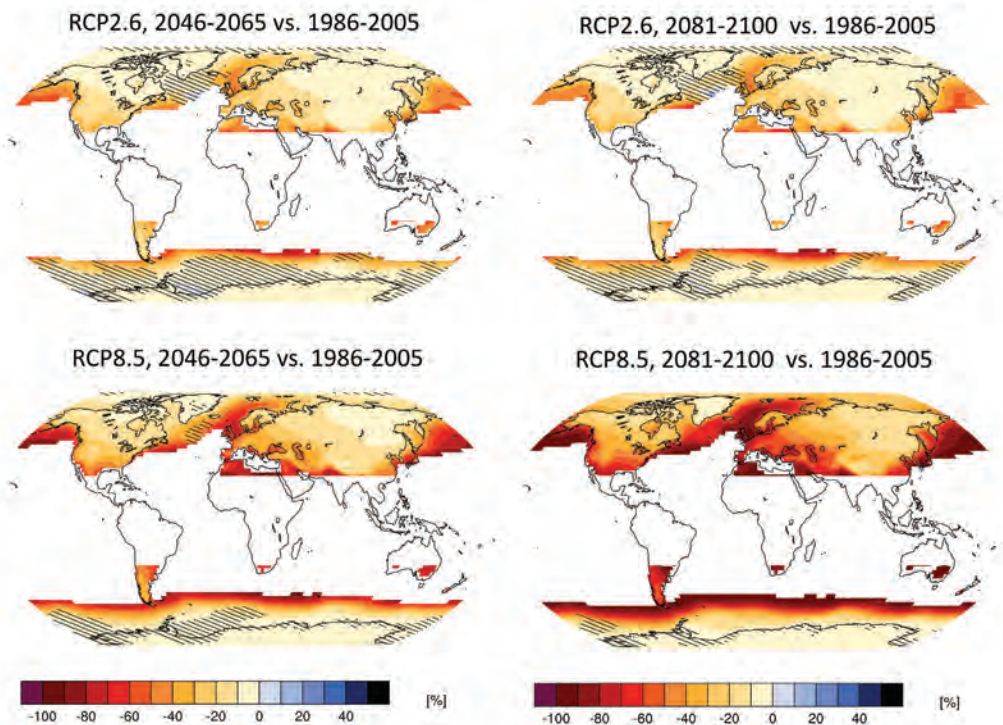 RCP2.6, 2046-2065 vs. 1986-2005
RCP2.6, 2081-2100 vs. 1986-2005
RCP8.5, 2046-2065 vs. 1986-2005
RCP8.5, 2081-2100 vs. 1986-2005
-100 -80 -60 -40 -20 0 20 40 [%]
-100 -80 -60 -40 -20 0 20 40 [%]